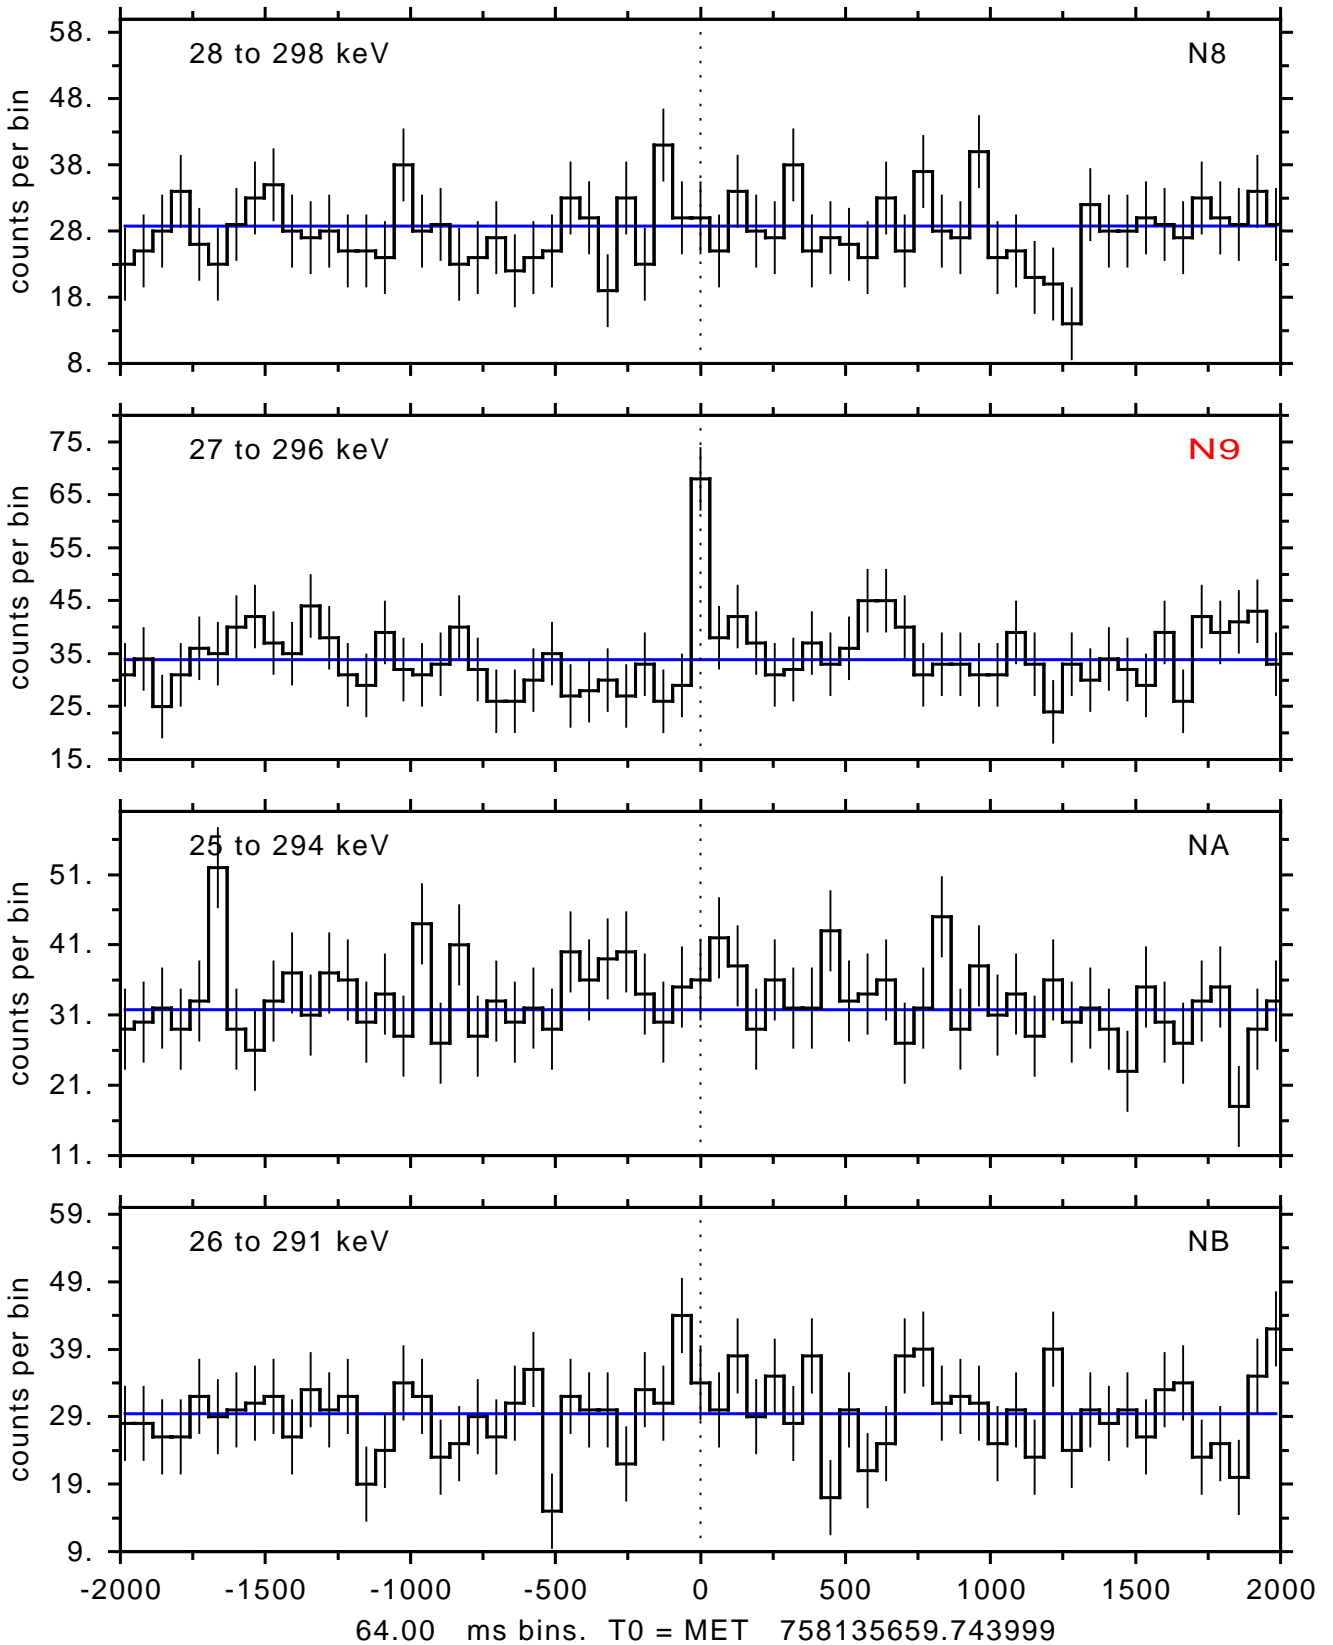 28 to 298 keV N8
58.
48.
38.
28.
18.
8.
counts per bin
27 to 296 keV N9
75.
65.
55.
45.
35.
25.
15.
counts per bin
25 to 294 keV NA
51.
41.
31.
21.
11.
counts per bin
26 to 291 keV NB
59.
49.
39.
29.
19.
9.
counts per bin
-2000 -1500 -1000 -500 0 500 1000 1500 2000
64.00 ms bins. T0 = MET 758135659.743999